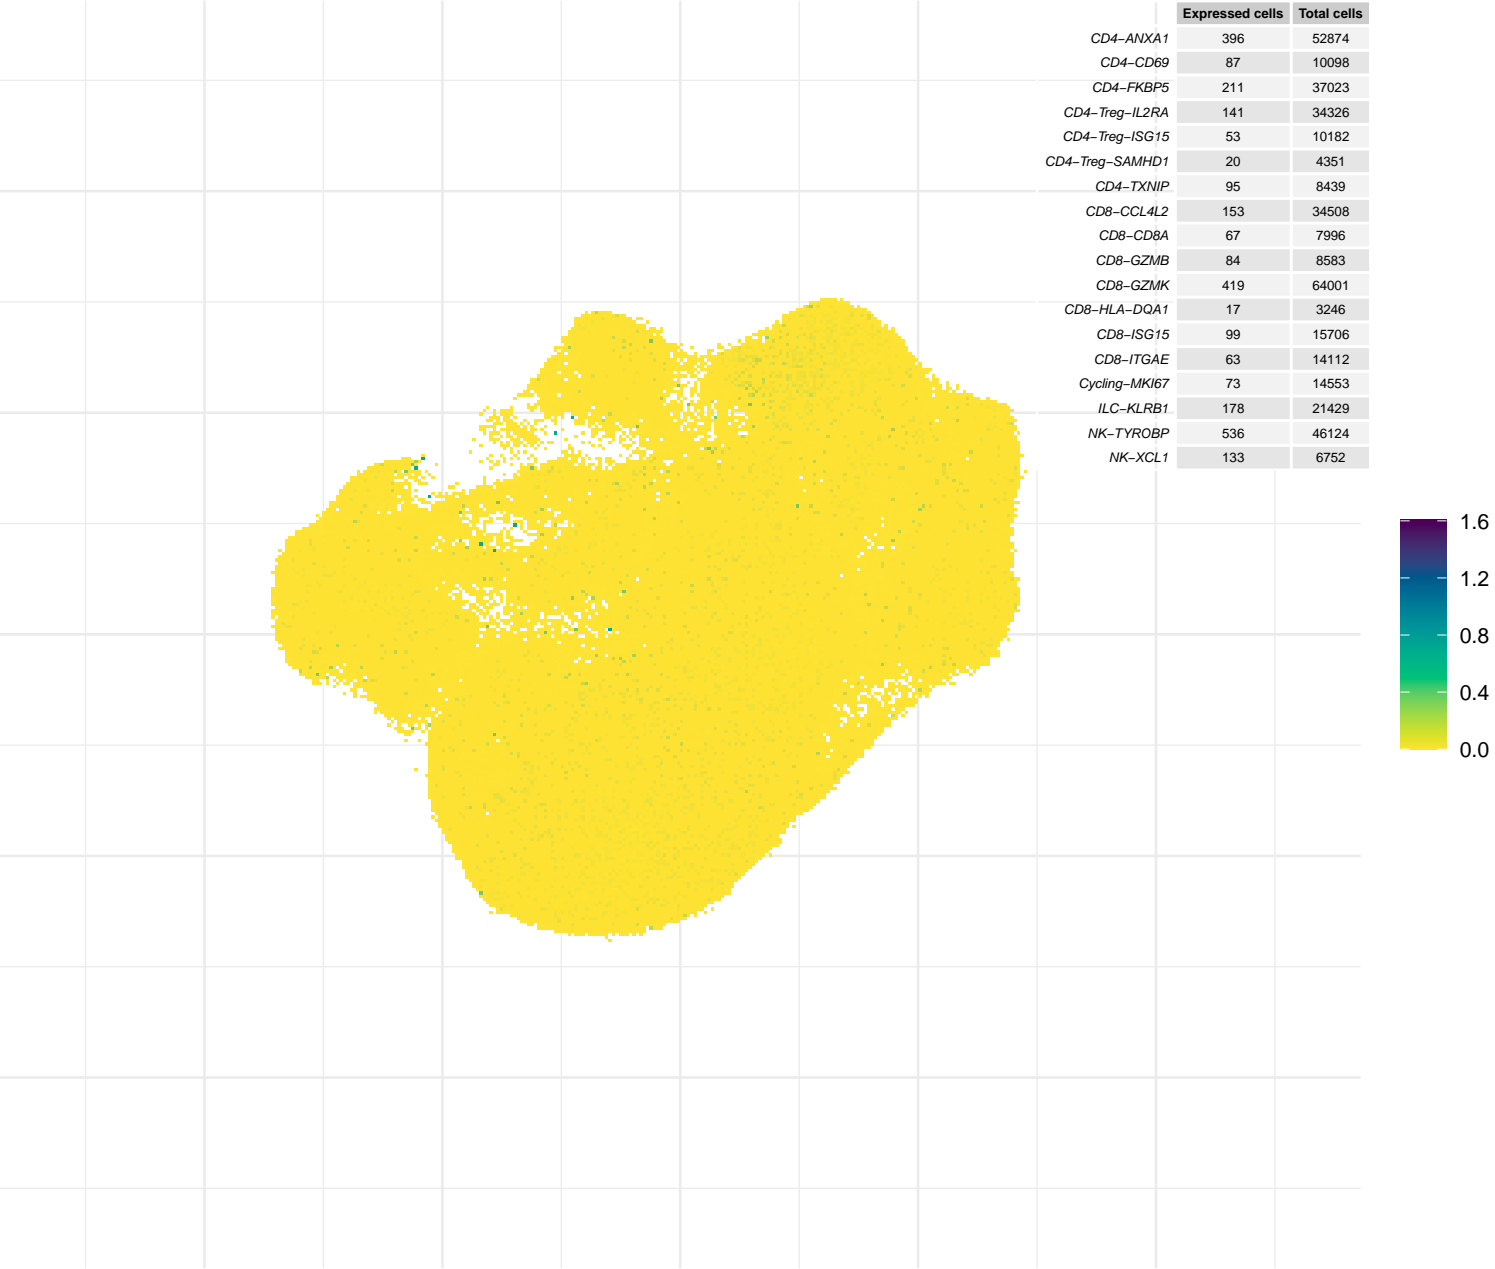 Expressed cells Total cells
CD4−ANXA1 396 52874
CD4−CD69 87 10098
CD4−FKBP5 211 37023
CD4−Treg−IL2RA 141 34326
CD4−Treg−ISG15 53 10182
CD4−Treg−SAMHD1 20 4351
CD4−TXNIP 95 8439
CD8−CCL4L2 153 34508
CD8−CD8A 67 7996
CD8−GZMB 84 8583
CD8−GZMK 419 64001
CD8−HLA−DQA1 17 3246
CD8−ISG15 99 15706
CD8−ITGAE 63 14112
Cycling−MKI67 73 14553
ILC−KLRB1 178 21429
NK−TYROBP 536 46124
NK−XCL1 133 6752
1.6
1.2
0.8
0.4
0.0